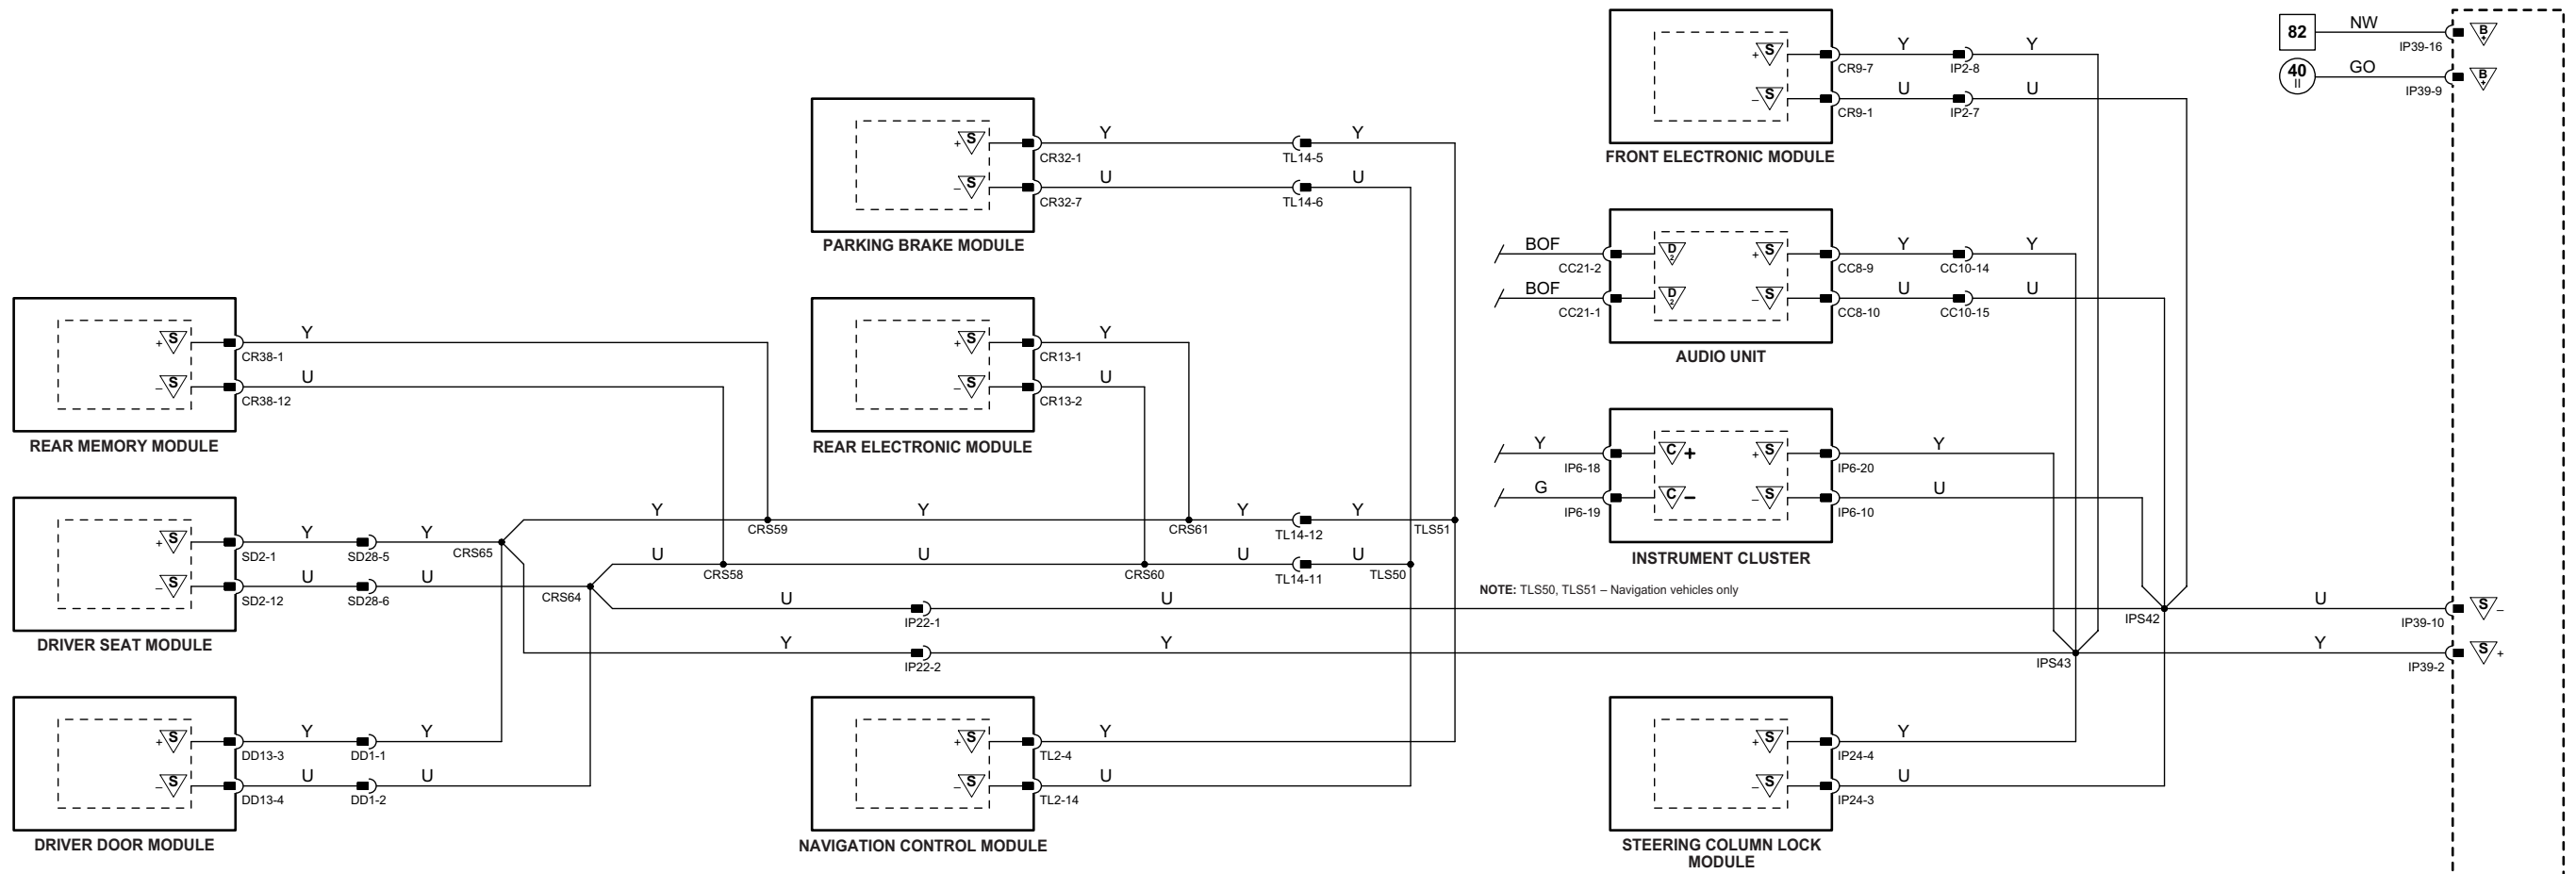 82 NW IP39-16 B +
40 II GO IP39-9 B +
+ S CR9-7 Y IP2-8 Y
– S CR9-1 U IP2-7 U
FRONT ELECTRONIC MODULE
+ S CR32-1 Y TL14-5 Y
– S CR32-7 U TL14-6 U
PARKING BRAKE MODULE
BOF CC21-2 D 2 + S CC8-9 Y CC10-14 Y
BOF CC21-1 D 2 – S CC8-10 U CC10-15 U
AUDIO UNIT
+ S CR38-1 Y
– S CR38-12 U
REAR MEMORY MODULE
+ S CR13-1 Y
– S CR13-2 U
REAR ELECTRONIC MODULE
Y IP6-18 C + + S IP6-20 Y
G IP6-19 C – – S IP6-10 U
INSTRUMENT CLUSTER
NOTE: TLS50, TLS51 – Navigation vehicles only
+ S SD2-1 Y SD28-5 Y CRS65
– S SD2-12 U SD28-6 U CRS64
DRIVER SEAT MODULE
Y CRS59 Y CRS61 Y TL14-12 Y TLS51
U CRS58 U CRS60 U TL14-11 U TLS50
U IP22-1 U IPS42 U IP39-10 S –
Y IP22-2 Y IPS43 Y IP39-2 S +
+ S DD13-3 Y DD1-1 Y
– S DD13-4 U DD1-2 U
DRIVER DOOR MODULE
+ S TL2-4 Y
– S TL2-14 U
NAVIGATION CONTROL MODULE
+ S IP24-4 Y
– S IP24-3 U
STEERING COLUMN LOCK
MODULE